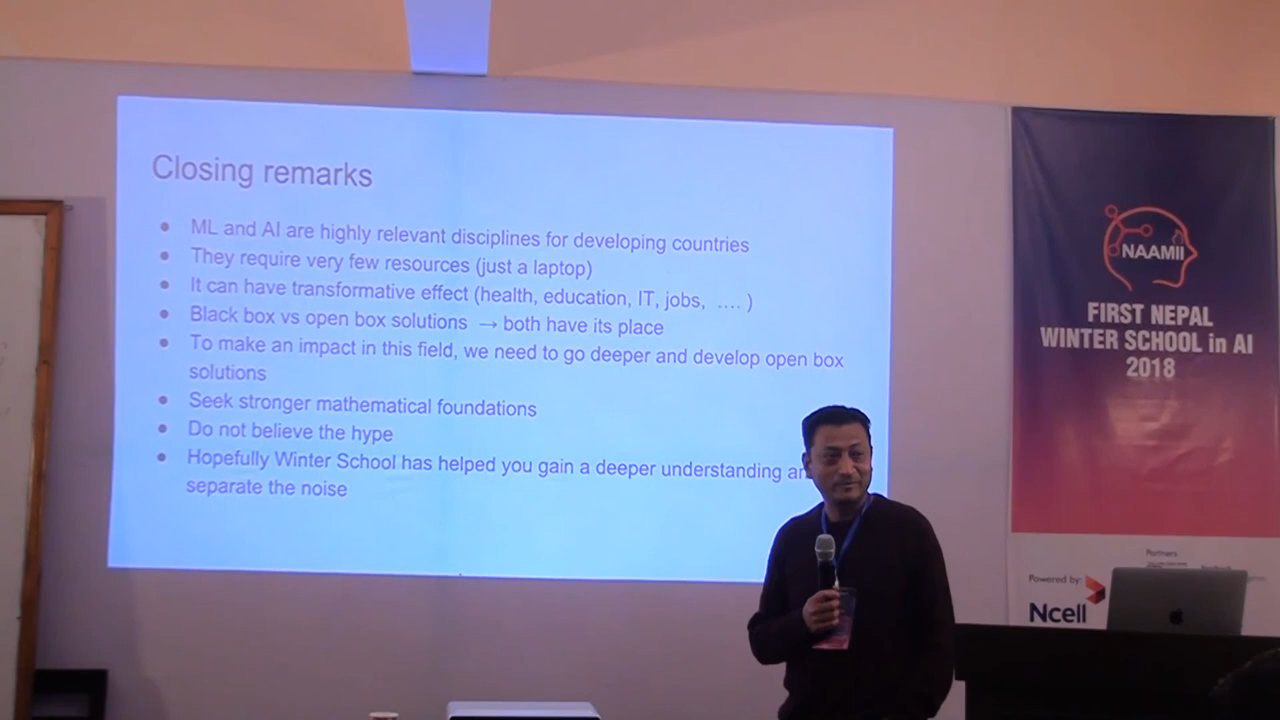 Closing remarks
ML and AI are highly relevant disciplines for developing countries
They require very few resources (just a laptop)
It can have transformative effect (health, education, IT, jobs, .... )
Black box vs open box solutions → both have its place
To make an impact in this field, we need to go deeper and develop open box
solutions
Seek stronger mathematical foundations
Do not believe the hype
Hopefully Winter School has helped you gain a deeper understanding
separate the noise
NAAMII
FIRST NEPAL
WINTER SCHOOL in AI
2018
Partners
Powered by:
Ncell